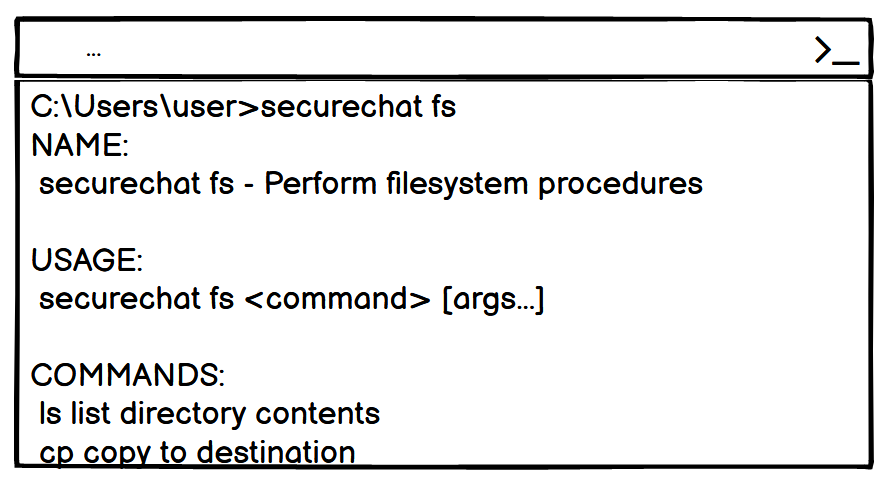 ...
>_
C:\Users\user>securechat fs
NAME:
securechat fs - Perform filesystem procedures
USAGE:
securechat fs <command> [args...]
COMMANDS:
ls list directory contents
cp copy to destination